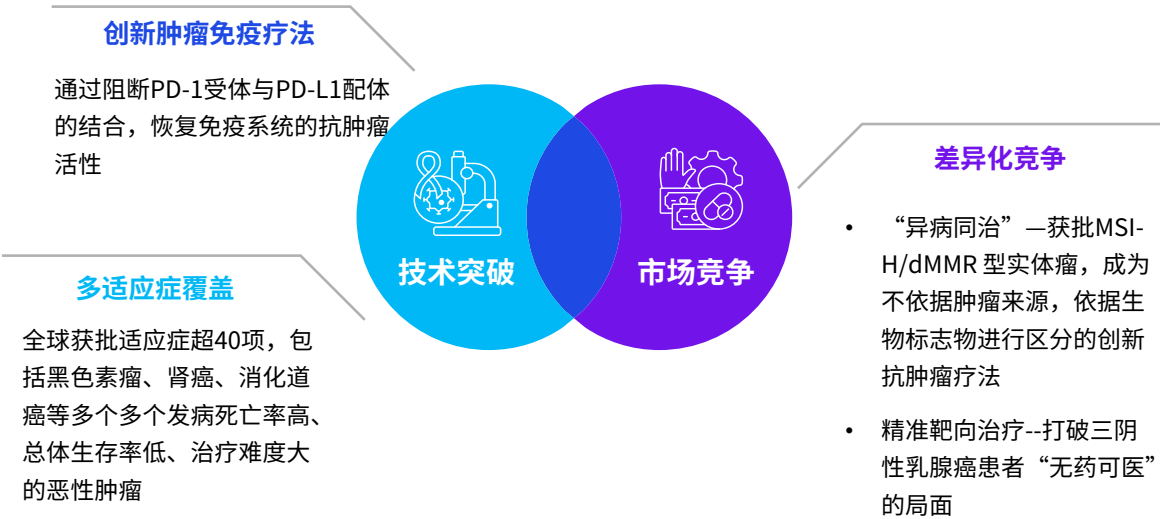 创新肿瘤免疫疗法
通过阻断PD-1受体与PD-L1配体
的结合，恢复免疫系统的抗肿瘤
活性
多适应症覆盖
全球获批适应症超40项，包
括黑色素瘤、肾癌、消化道
癌等多个多个发病死亡率高、
总体生存率低、治疗难度大
的恶性肿瘤
技术突破
市场竞争
差异化竞争
• “异病同治”—获批MSI-
H/dMMR 型实体瘤，成为
不依据肿瘤来源，依据生
物标志物进行区分的创新
抗肿瘤疗法
• 精准靶向治疗--打破三阴
性乳腺癌患者“无药可医”
的局面